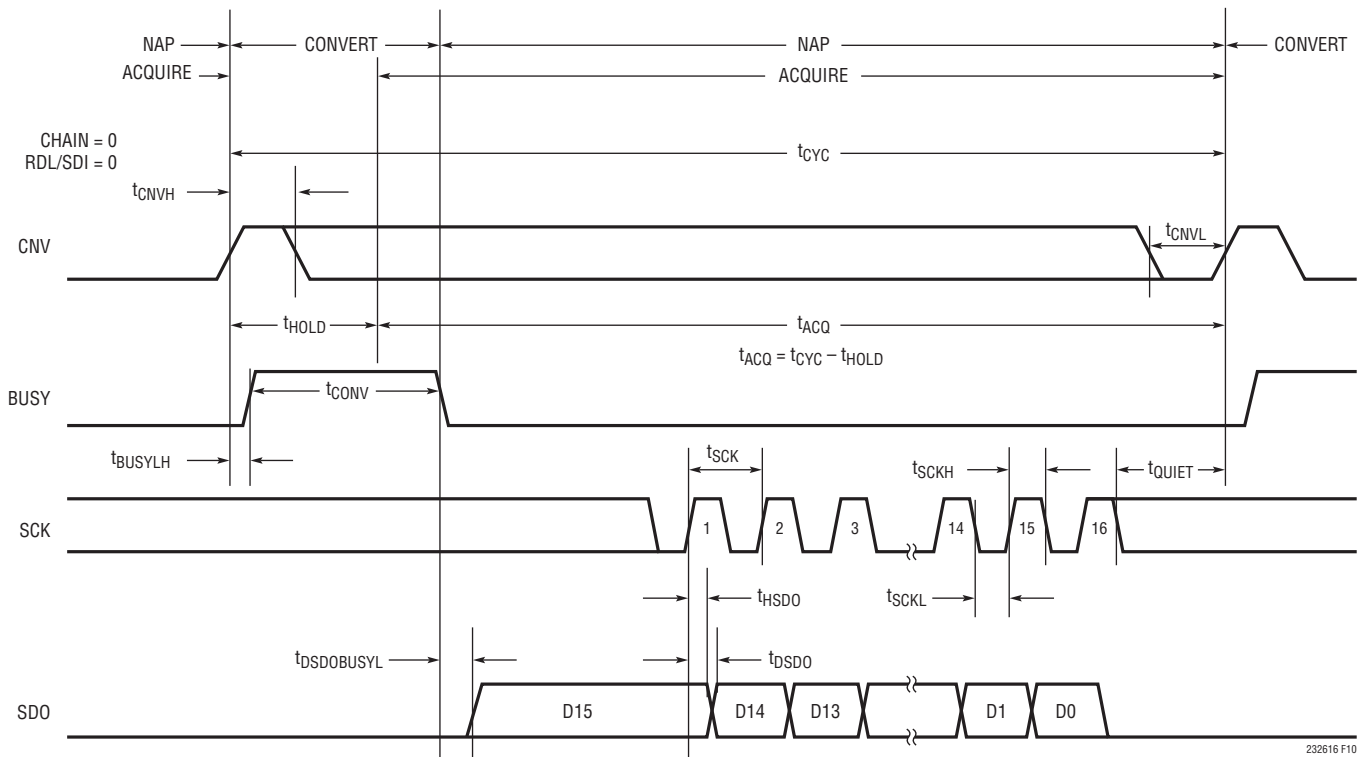 NAP CONVERT NAP CONVERT
ACQUIRE ACQUIRE
CHAIN = 0
RDL/SDI = 0
tCYC
tCNVH
CNV
tCNVL
tHOLD tACQ
tACQ = tCYC – tHOLD
BUSY
tCONV
tBUSYLH
tSCK tSCKH tQUIET
SCK
1 2 3 14 15 16
tHSDO tSCKL
tDSDOBUSYL tDSDO
SDO
D15 D14 D13 D1 D0
232616 F10